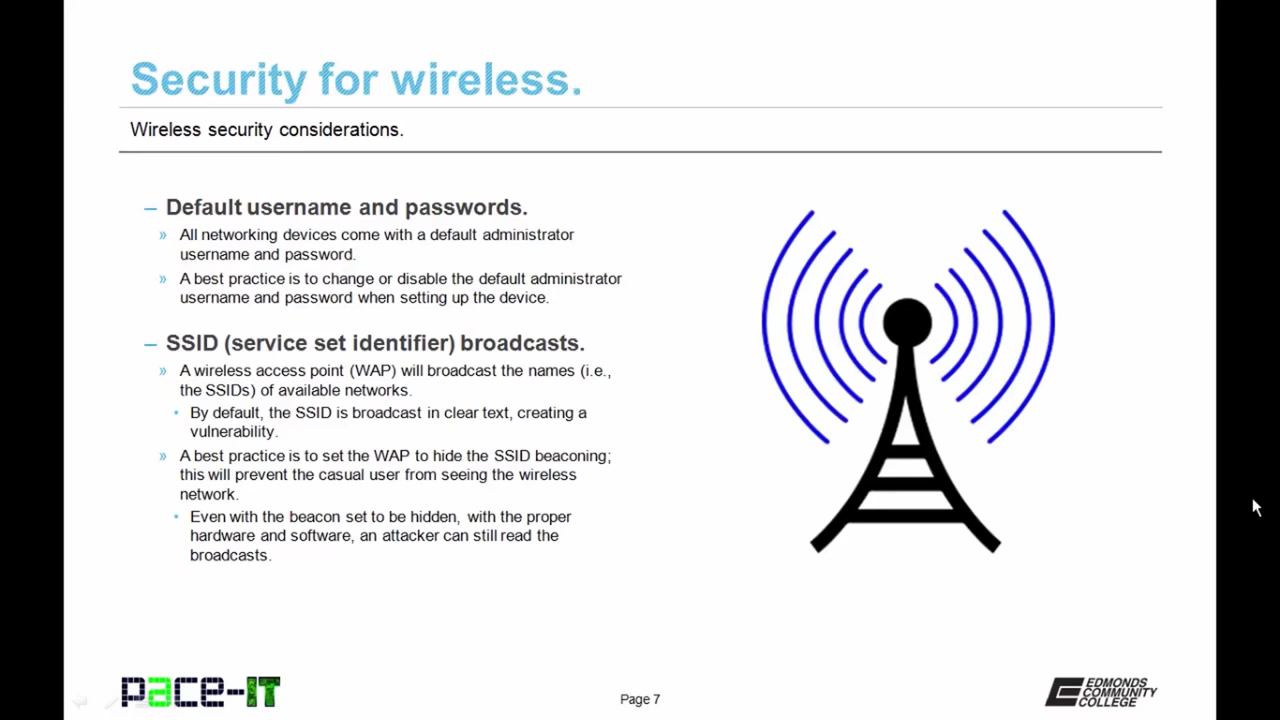 Security for wireless.
Wireless security considerations.
– Default username and passwords.
» All networking devices come with a default administrator
username and password.
» A best practice is to change or disable the default administrator
username and password when setting up the device.
– SSID (service set identifier) broadcasts.
» A wireless access point (WAP) will broadcast the names (i.e.,
the SSIDs) of available networks.
• By default, the SSID is broadcast in clear text, creating a
vulnerability.
» A best practice is to set the WAP to hide the SSID beaconing;
this will prevent the casual user from seeing the wireless
network.
• Even with the beacon set to be hidden, with the proper
hardware and software, an attacker can still read the
broadcasts.
pace-IT
Page 7
EDMONDS
COMMUNITY
COLLEGE